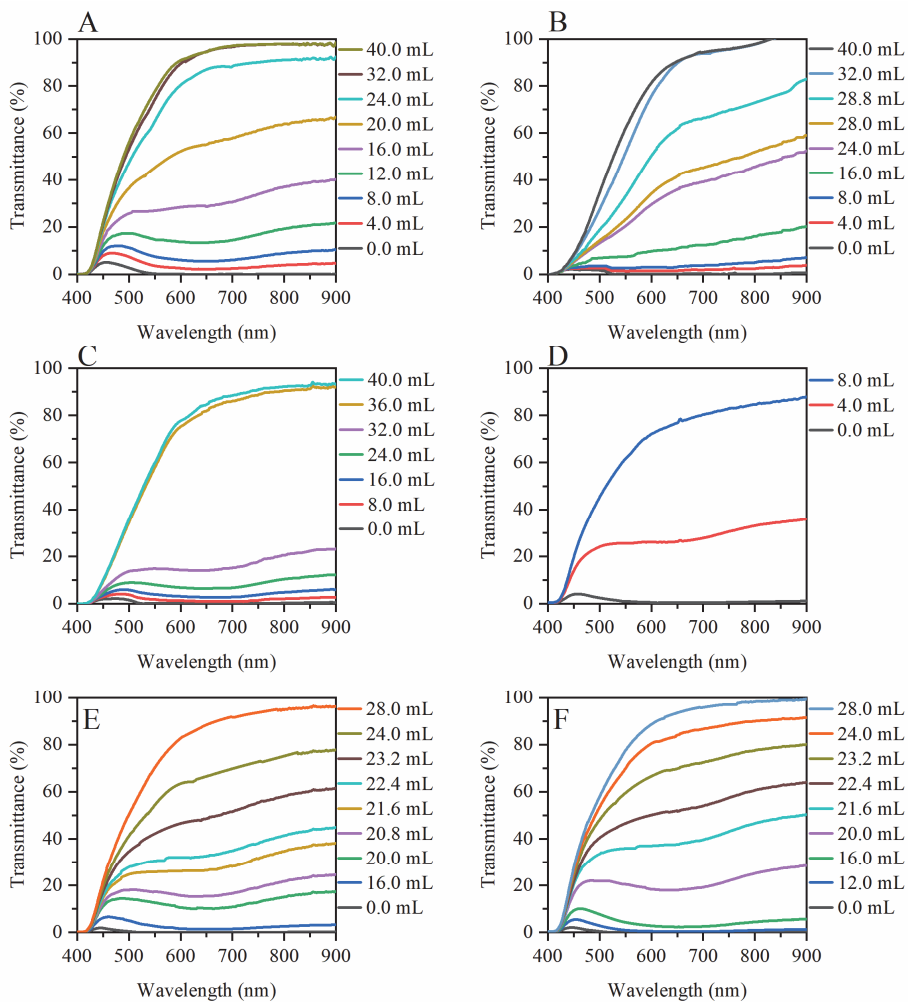 A
100
80
60
40
20
0
Transmittance (%)
400 500 600 700 800 900
Wavelength (nm)
40.0 mL
32.0 mL
24.0 mL
20.0 mL
16.0 mL
12.0 mL
8.0 mL
4.0 mL
0.0 mL
B
100
80
60
40
20
0
Transmittance (%)
400 500 600 700 800 900
Wavelength (nm)
40.0 mL
32.0 mL
28.8 mL
28.0 mL
24.0 mL
16.0 mL
8.0 mL
4.0 mL
0.0 mL
C
100
80
60
40
20
0
Transmittance (%)
400 500 600 700 800 900
Wavelength (nm)
40.0 mL
36.0 mL
32.0 mL
24.0 mL
16.0 mL
8.0 mL
0.0 mL
D
100
80
60
40
20
0
Transmittance (%)
400 500 600 700 800 900
Wavelength (nm)
8.0 mL
4.0 mL
0.0 mL
E
100
80
60
40
20
0
Transmittance (%)
400 500 600 700 800 900
Wavelength (nm)
28.0 mL
24.0 mL
23.2 mL
22.4 mL
21.6 mL
20.8 mL
20.0 mL
16.0 mL
0.0 mL
F
100
80
60
40
20
0
Transmittance (%)
400 500 600 700 800 900
Wavelength (nm)
28.0 mL
24.0 mL
23.2 mL
22.4 mL
21.6 mL
20.0 mL
16.0 mL
12.0 mL
0.0 mL